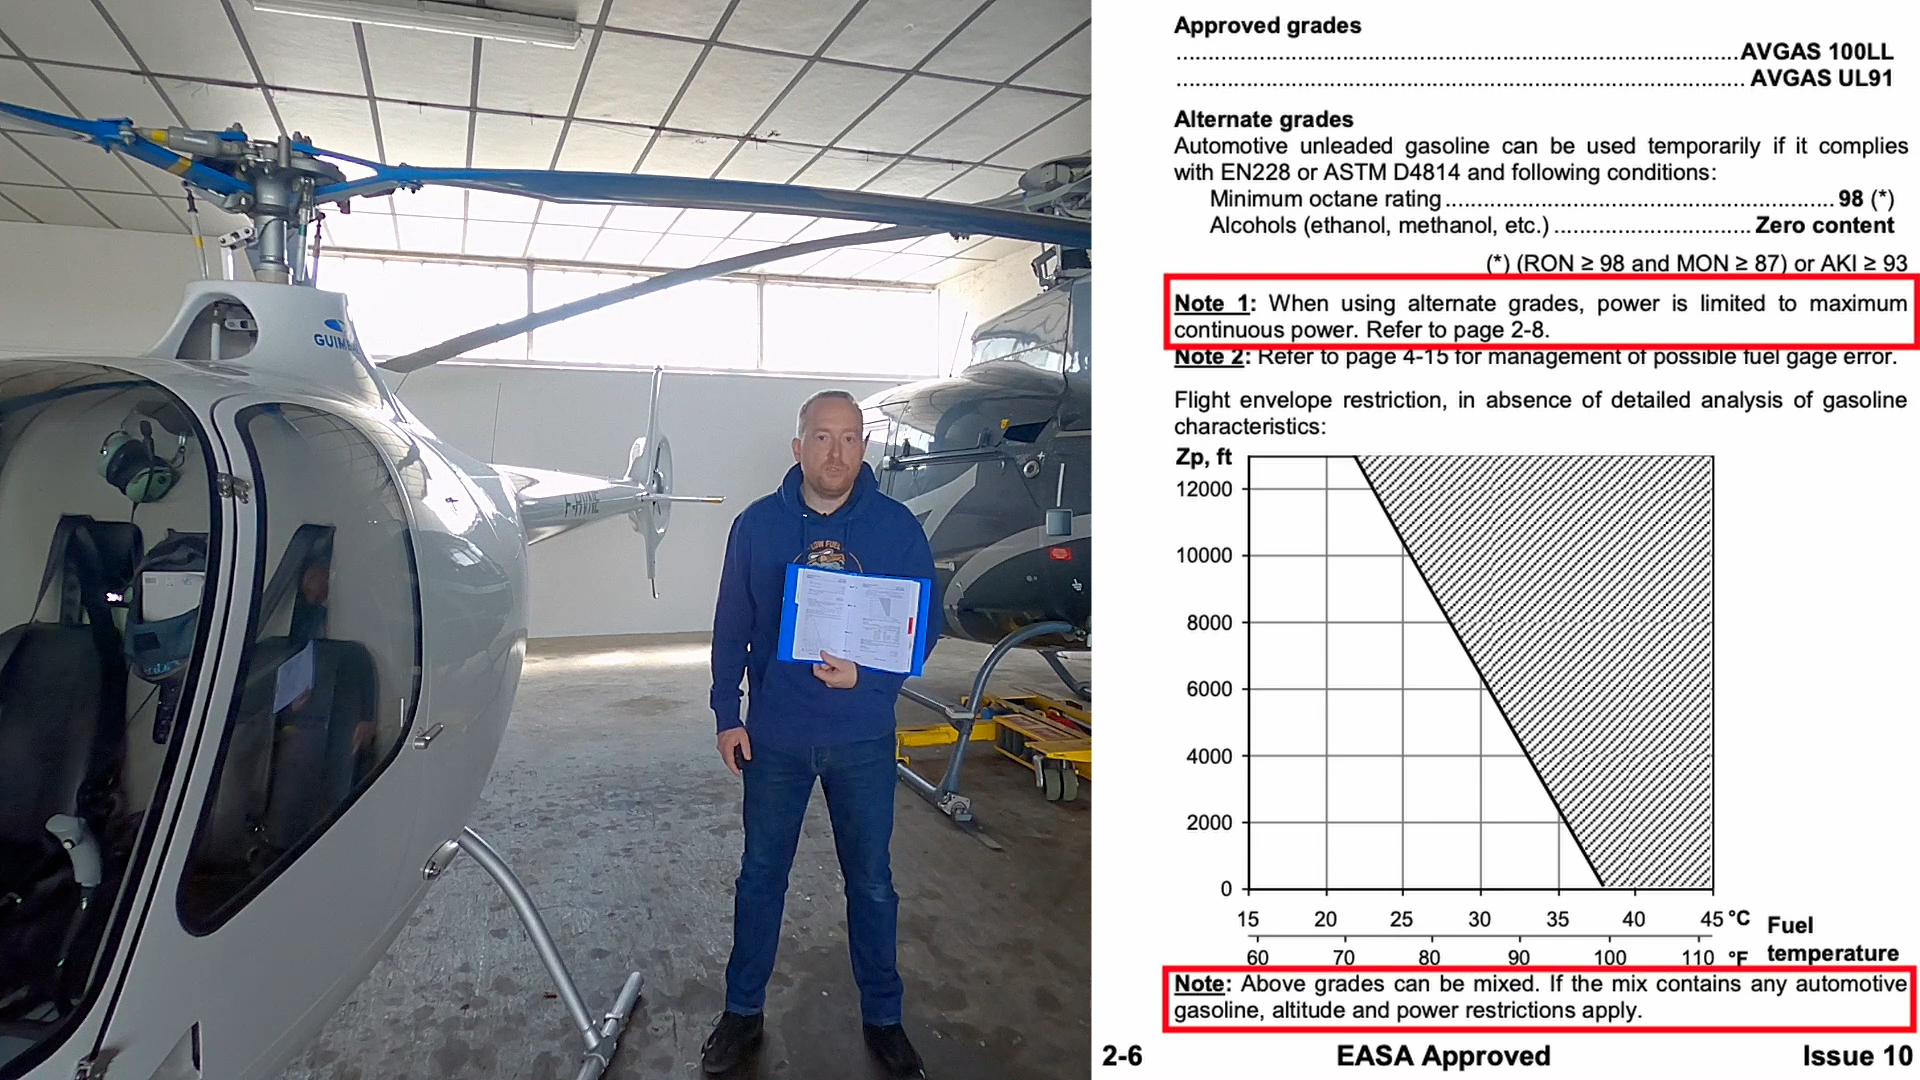 GUIMBAL
F-HVNE
LOW FUEL
Approved grades
AVGAS 100LL
AVGAS UL91
Alternate grades
Automotive unleaded gasoline can be used temporarily if it complies
with EN228 or ASTM D4814 and following conditions:
Minimum octane rating 98 (*)
Alcohols (ethanol, methanol, etc.) Zero content
(*) (RON ≥ 98 and MON ≥ 87) or AKI ≥ 93
Note 1: When using alternate grades, power is limited to maximum
continuous power. Refer to page 2-8.
Note 2: Refer to page 4-15 for management of possible fuel gage error.
Flight envelope restriction, in absence of detailed analysis of gasoline
characteristics:
Zp, ft
12000
10000
8000
6000
4000
2000
0
15 20 25 30 35 40 45 °C
Fuel
60 70 80 90 100 110 °F
temperature
Note: Above grades can be mixed. If the mix contains any automotive
gasoline, altitude and power restrictions apply.
2-6 EASA Approved Issue 10